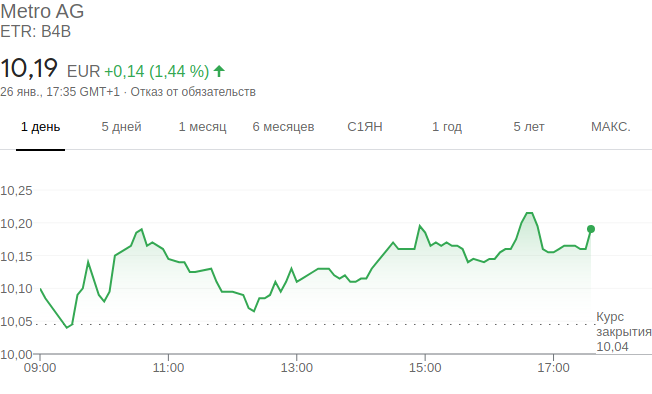 Metro AG
ETR: B4B
10,19 EUR +0,14 (1,44 %)
26 янв., 17:35 GMT+1 · Отказ от обязательств
1 день 5 дней 1 месяц 6 месяцев С1ЯН 1 год 5 лет МАКС.
10,25
10,20
10,15
10,10
10,05
Курс
закрытия
10,04
10,00
09:00 11:00 13:00 15:00 17:00